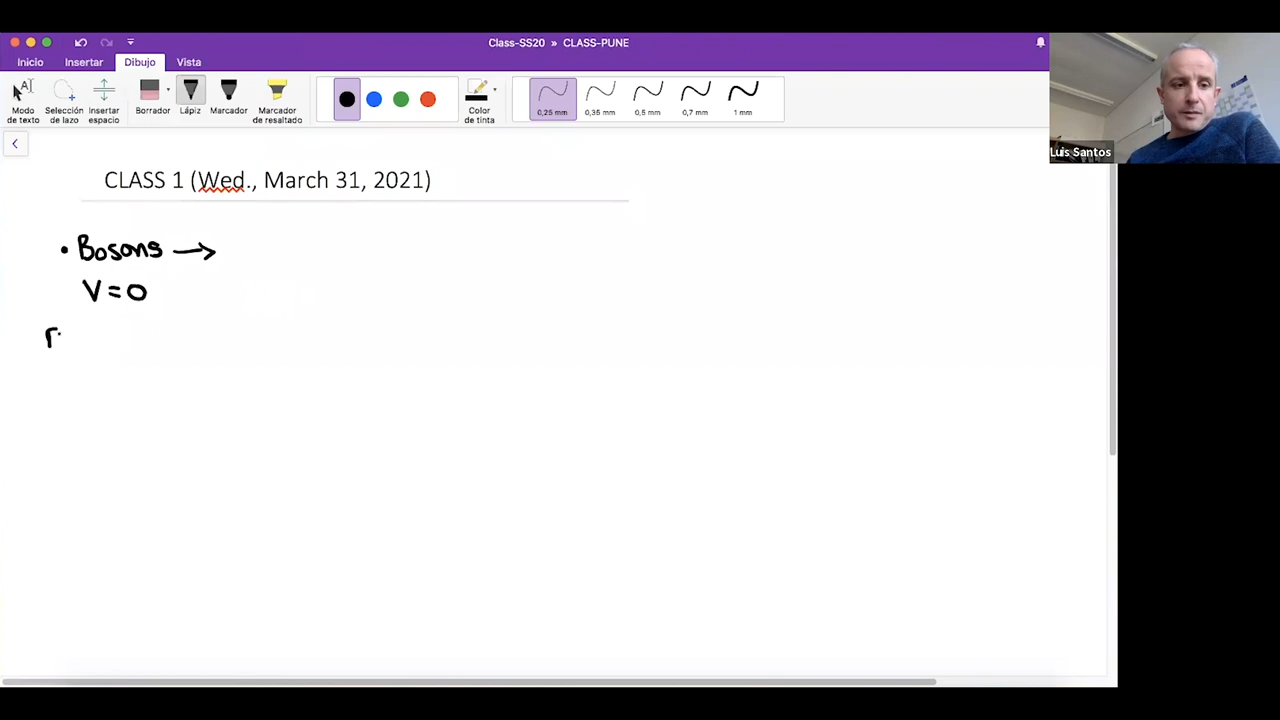 Class-SS20 » CLASS-PUNE
Inicio Insertar Dibujo Vista
Modo de texto
Selección de lazo
Insertar espacio
Borrador
Lápiz
Marcador
Marcador de resaltado
Color de tinta
0,25 mm
0,35 mm
0,5 mm
0,7 mm
1 mm
Luis Santos
CLASS 1 (Wed., March 31, 2021)
• Bosons →
V=0